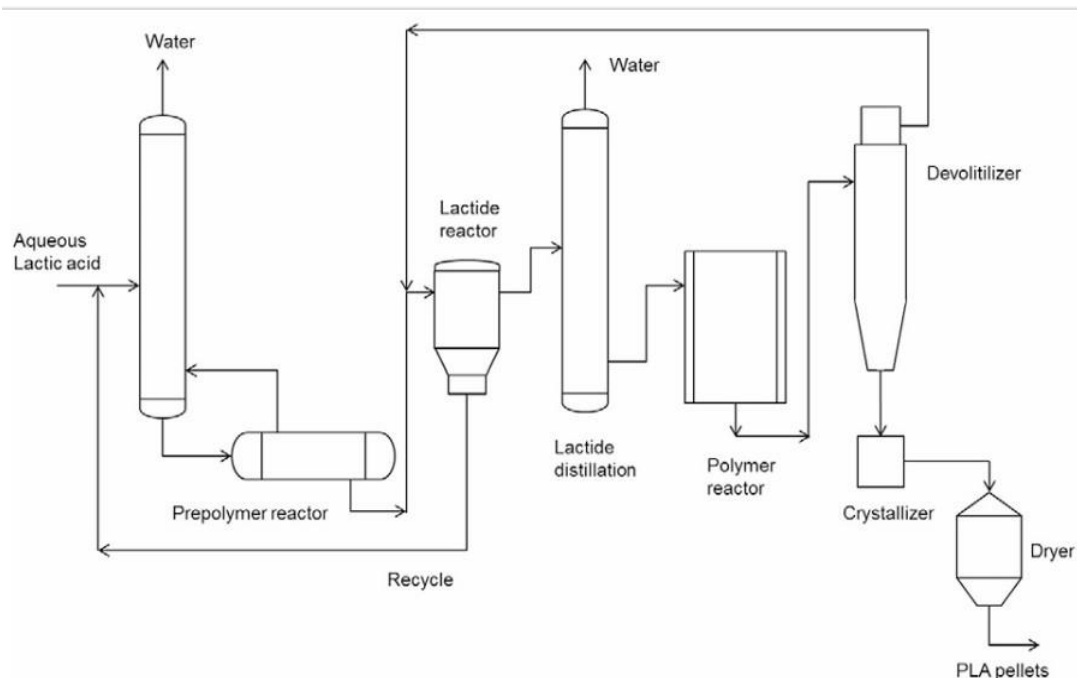 Water
Water
Devolitilizer
Lactide
reactor
Aqueous
Lactic acid
Lactide
distillation
Polymer
reactor
Prepolymer reactor
Crystallizer
Dryer
Recycle
PLA pellets